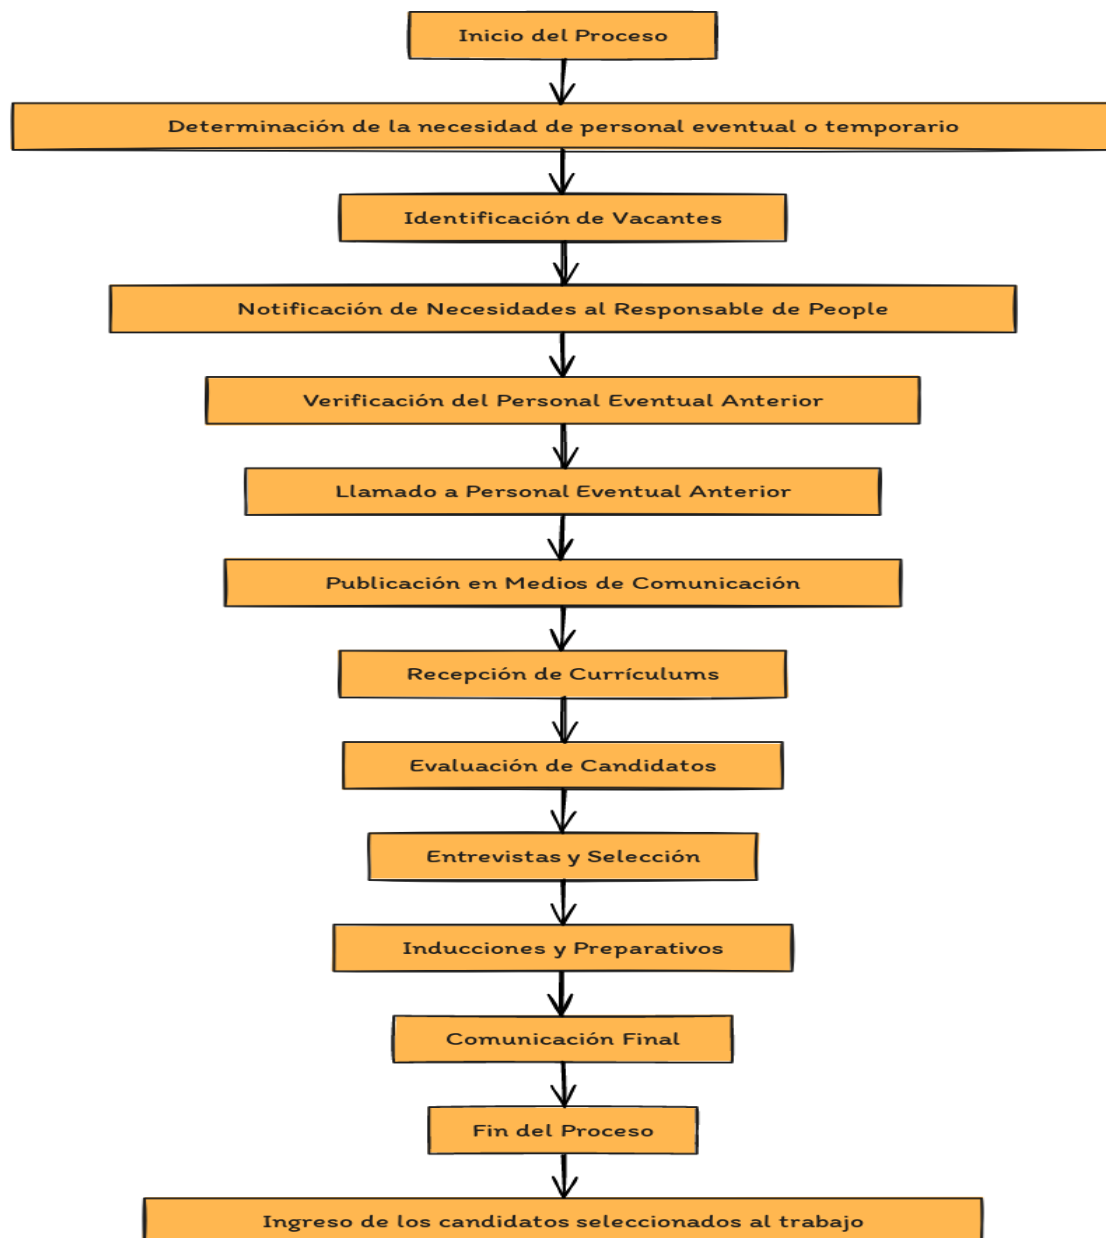 Inicio del Proceso
Determinación de la necesidad de personal eventual o temporario
Identificación de Vacantes
Notificación de Necesidades al Responsable de People
Verificación del Personal Eventual Anterior
Llamado a Personal Eventual Anterior
Publicación en Medios de Comunicación
Recepción de Currículums
Evaluación de Candidatos
Entrevistas y Selección
Inducciones y Preparativos
Comunicación Final
Fin del Proceso
Ingreso de los candidatos seleccionados al trabajo